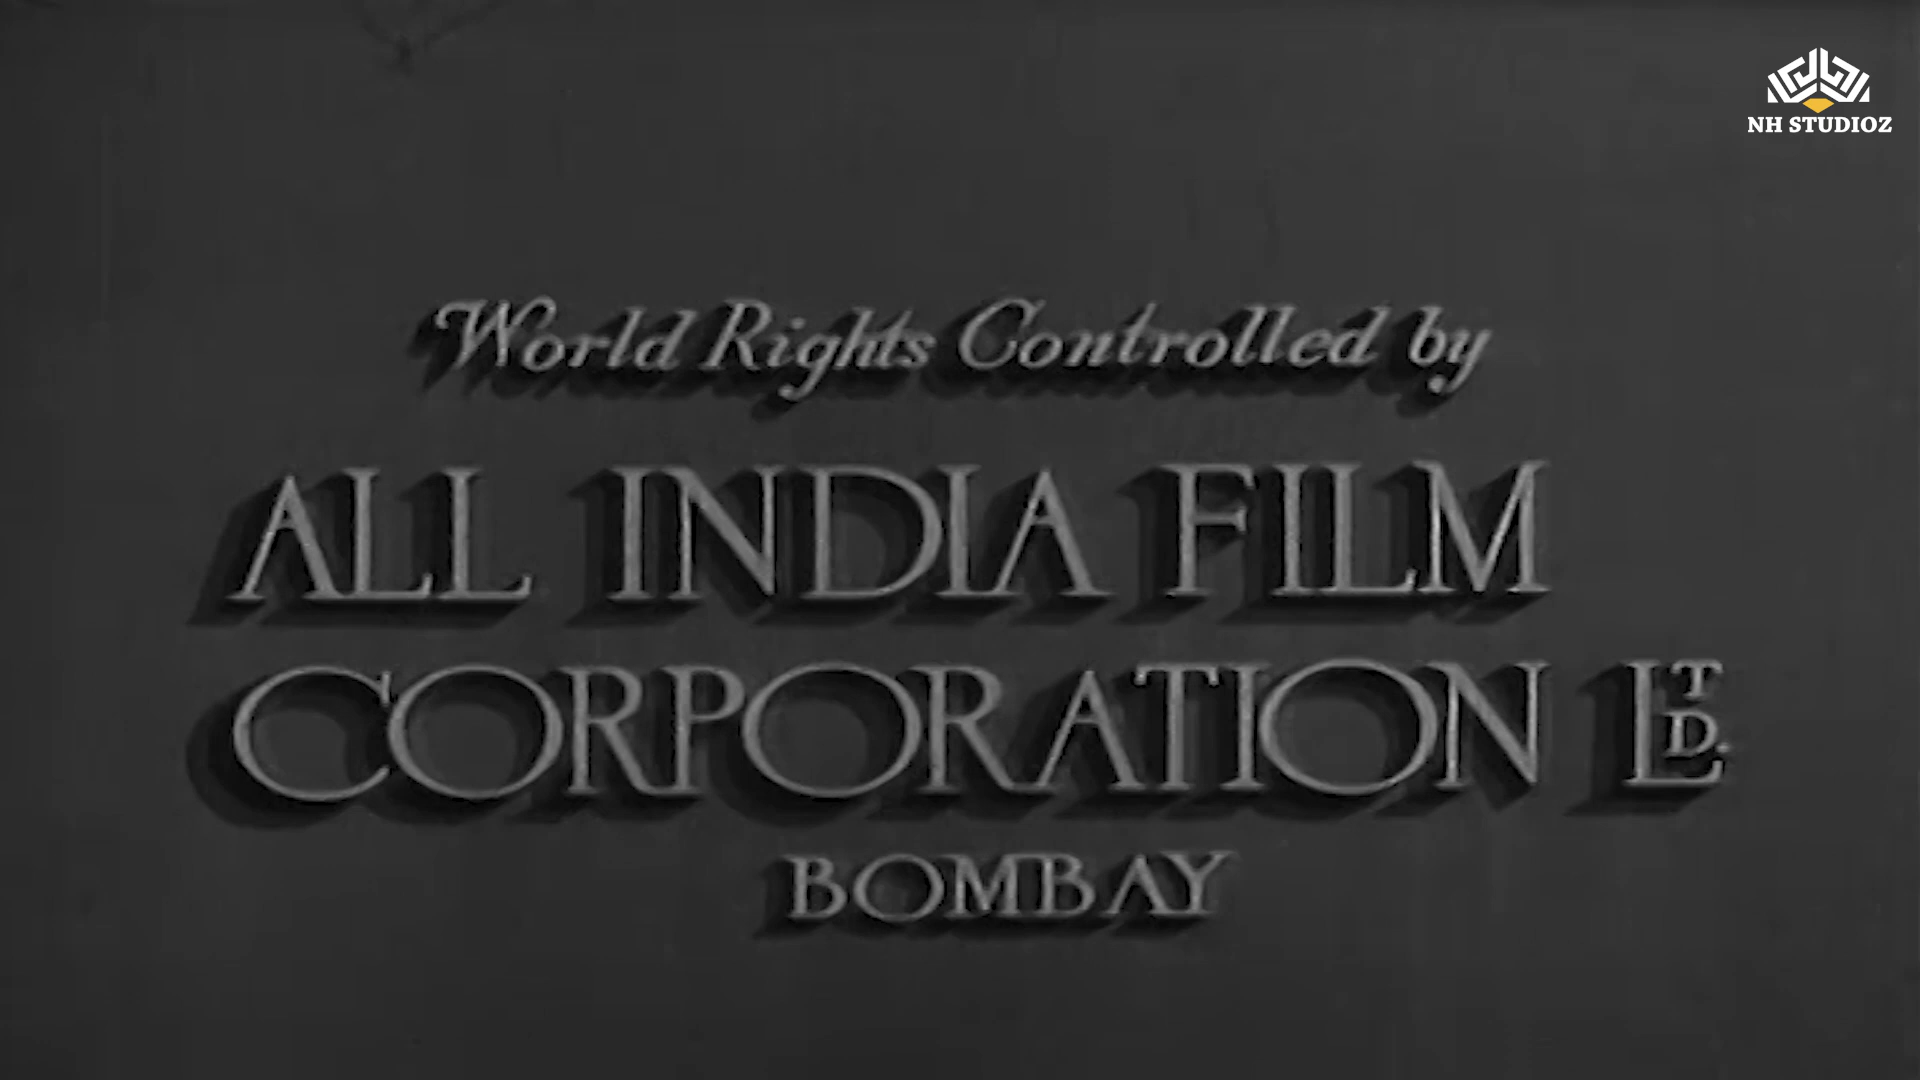 NH STUDIOZ
World Rights Controlled by
ALL INDIA FILM
CORPORATION LTD.
BOMBAY